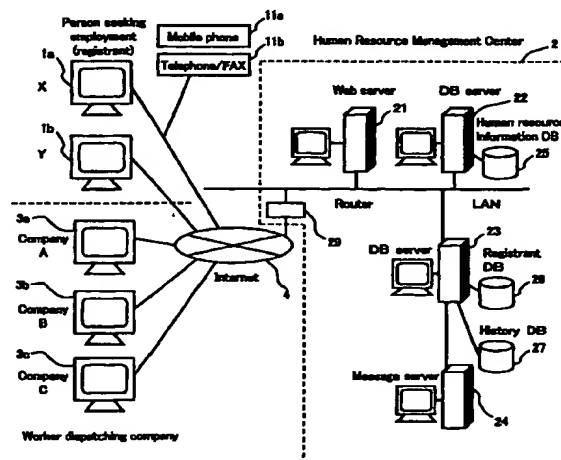 Person seeking
employment
(registrant)
11a
Mobile phone
11b
Telephone/FAX
Human Resource Management Center
2
1a
X
1b
Y
Web server
21
DB server
22
Human resource
Information DB
25
Router
LAN
29
3a
Company
A
3b
Company
B
3c
Company
C
Internet
4
23
DB server
Registrant
DB
26
History DB
27
Message server
24
Worker dispatching company